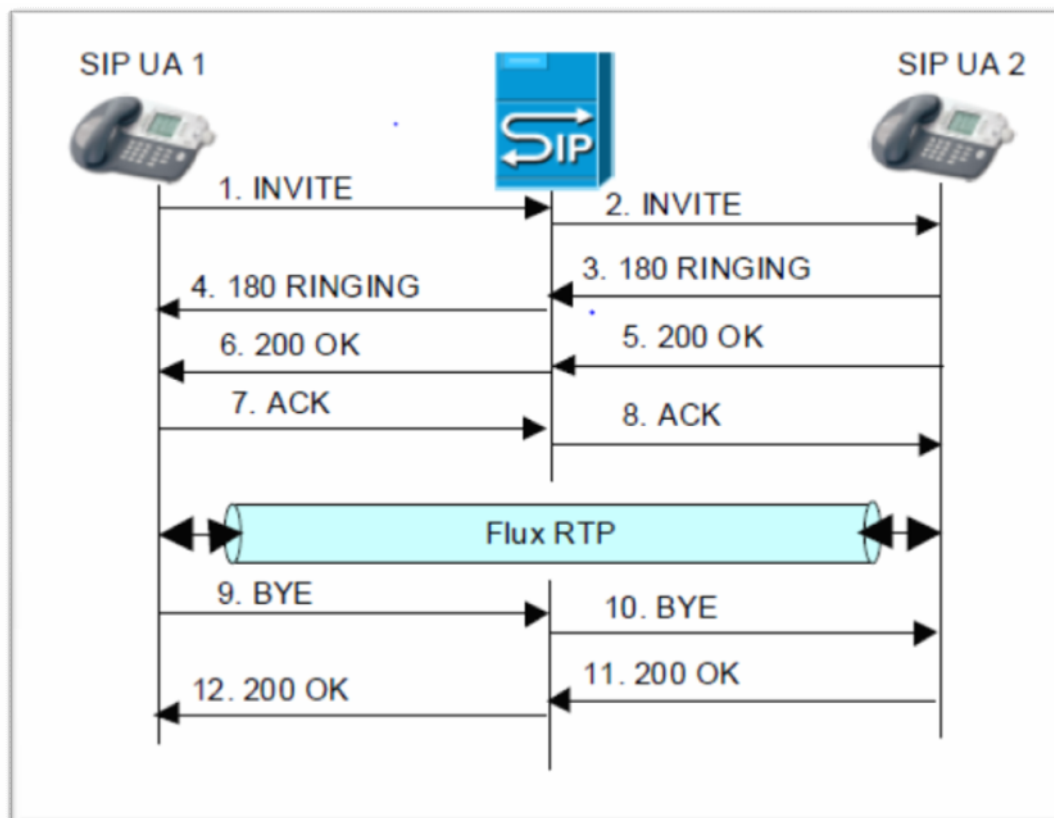 SIP UA 1
SIP UA 2
SIP
1. INVITE
2. INVITE
3. 180 RINGING
4. 180 RINGING
5. 200 OK
6. 200 OK
7. ACK
8. ACK
Flux RTP
9. BYE
10. BYE
11. 200 OK
12. 200 OK